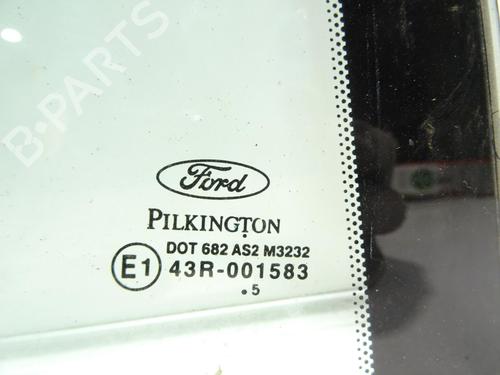 B-PARTS
Ford
PILKINGTON
DOT 682 AS2 M3232
E1 43R-001583
.5